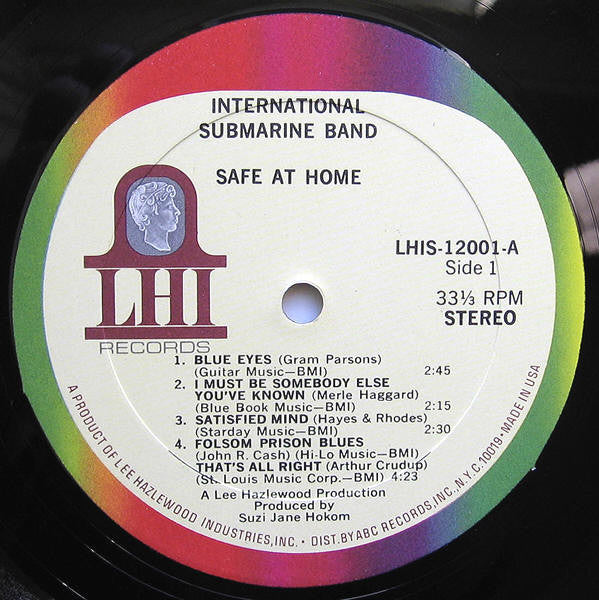 INTERNATIONAL
SUBMARINE BAND
SAFE AT HOME
LHI
RECORDS
LHIS-12001-A
Side 1
33⅓ RPM
STEREO
1. BLUE EYES (Gram Parsons)
(Guitar Music—BMI) 2:45
2. I MUST BE SOMEBODY ELSE
YOU'VE KNOWN (Merle Haggard)
(Blue Book Music—BMI) 2:15
3. SATISFIED MIND (Hayes & Rhodes)
(Starday Music—BMI) 2:30
4. FOLSOM PRISON BLUES
(John R. Cash) (Hi-Lo Music—BMI)
THAT'S ALL RIGHT (Arthur Crudup)
(St. Louis Music Corp.—BMI) 4:23
A Lee Hazlewood Production
Produced by
Suzi Jane Hokom
A PRODUCT OF LEE HAZLEWOOD INDUSTRIES, INC. • DIST. BY ABC RECORDS, INC., N.Y.C. 10019 • MADE IN USA